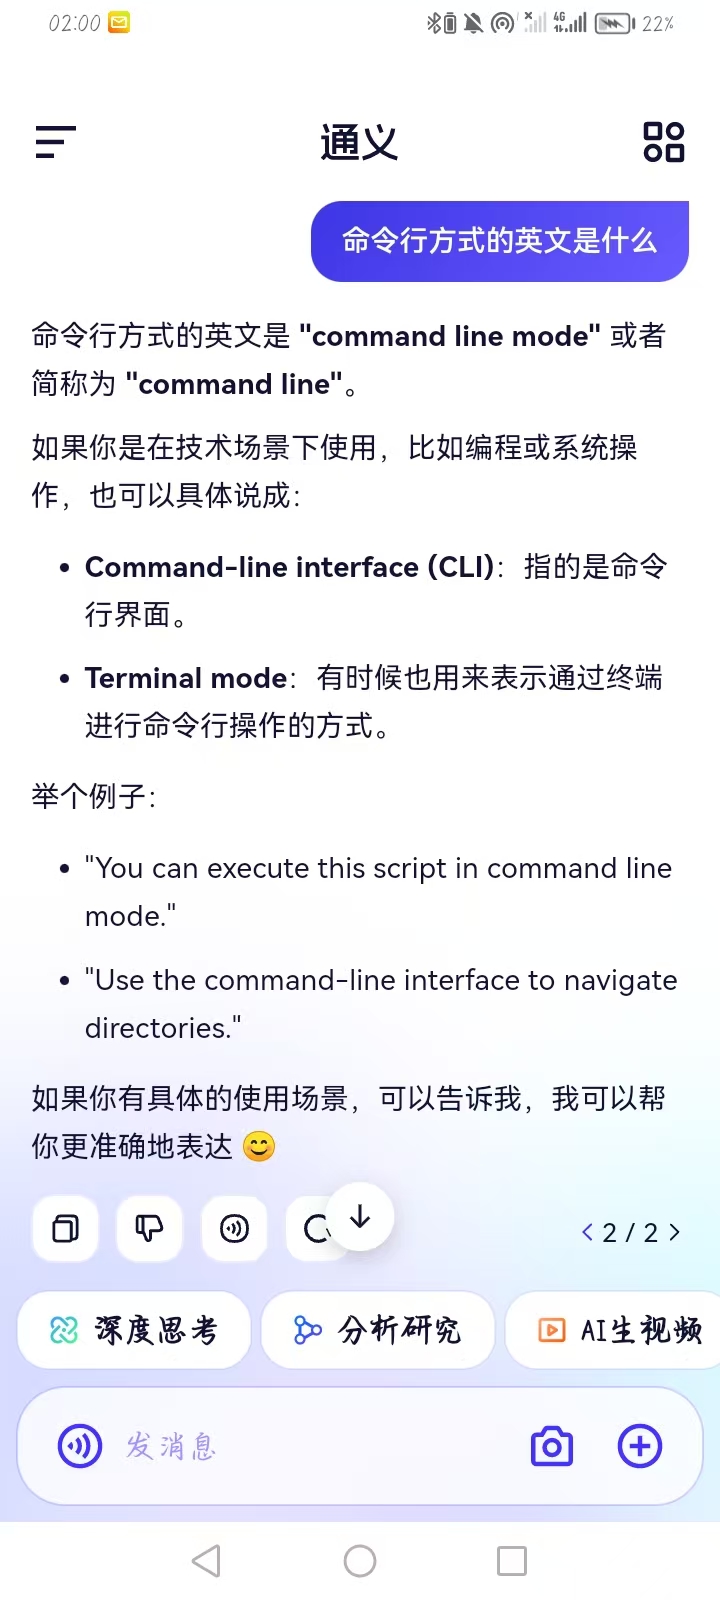 02:00
4G
22%
通义
命令行方式的英文是什么
命令行方式的英文是 "command line mode" 或者
简称为 "command line"。
如果你是在技术场景下使用，比如编程或系统操
作，也可以具体说成：
• Command-line interface (CLI)：指的是命令
行界面。
• Terminal mode：有时候也用来表示通过终端
进行命令行操作的方式。
举个例子：
• "You can execute this script in command line
mode."
• "Use the command-line interface to navigate
directories."
如果你有具体的使用场景，可以告诉我，我可以帮
你更准确地表达 😊
2 / 2
深度思考
分析研究
AI生视频
发消息